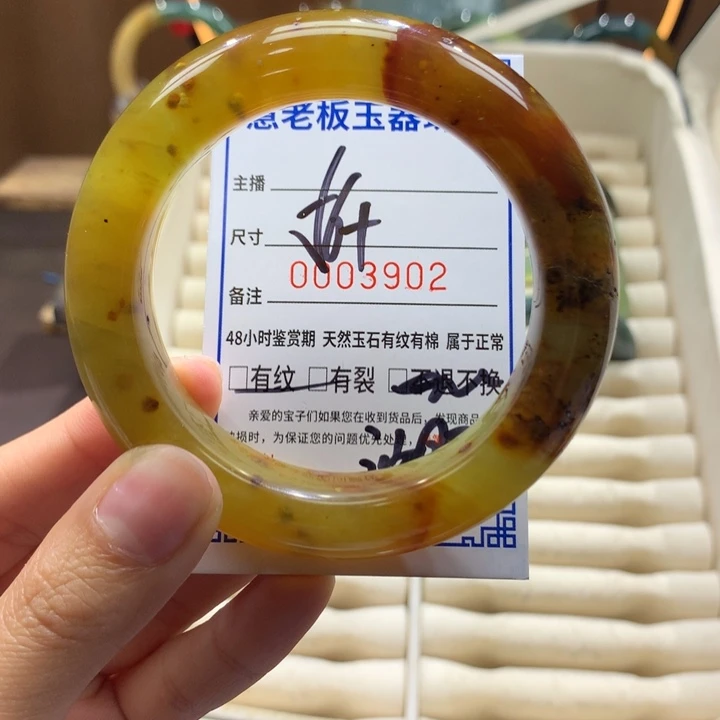 老板玉器
主播
尺寸
0003902
备注
48小时鉴赏期 天然玉石有纹有棉 属于正常
□有纹 □有裂 □不退不换
亲爱的宝子们如果您在收到货品后，发现商品
破损时，为保证您的问题优先处理，